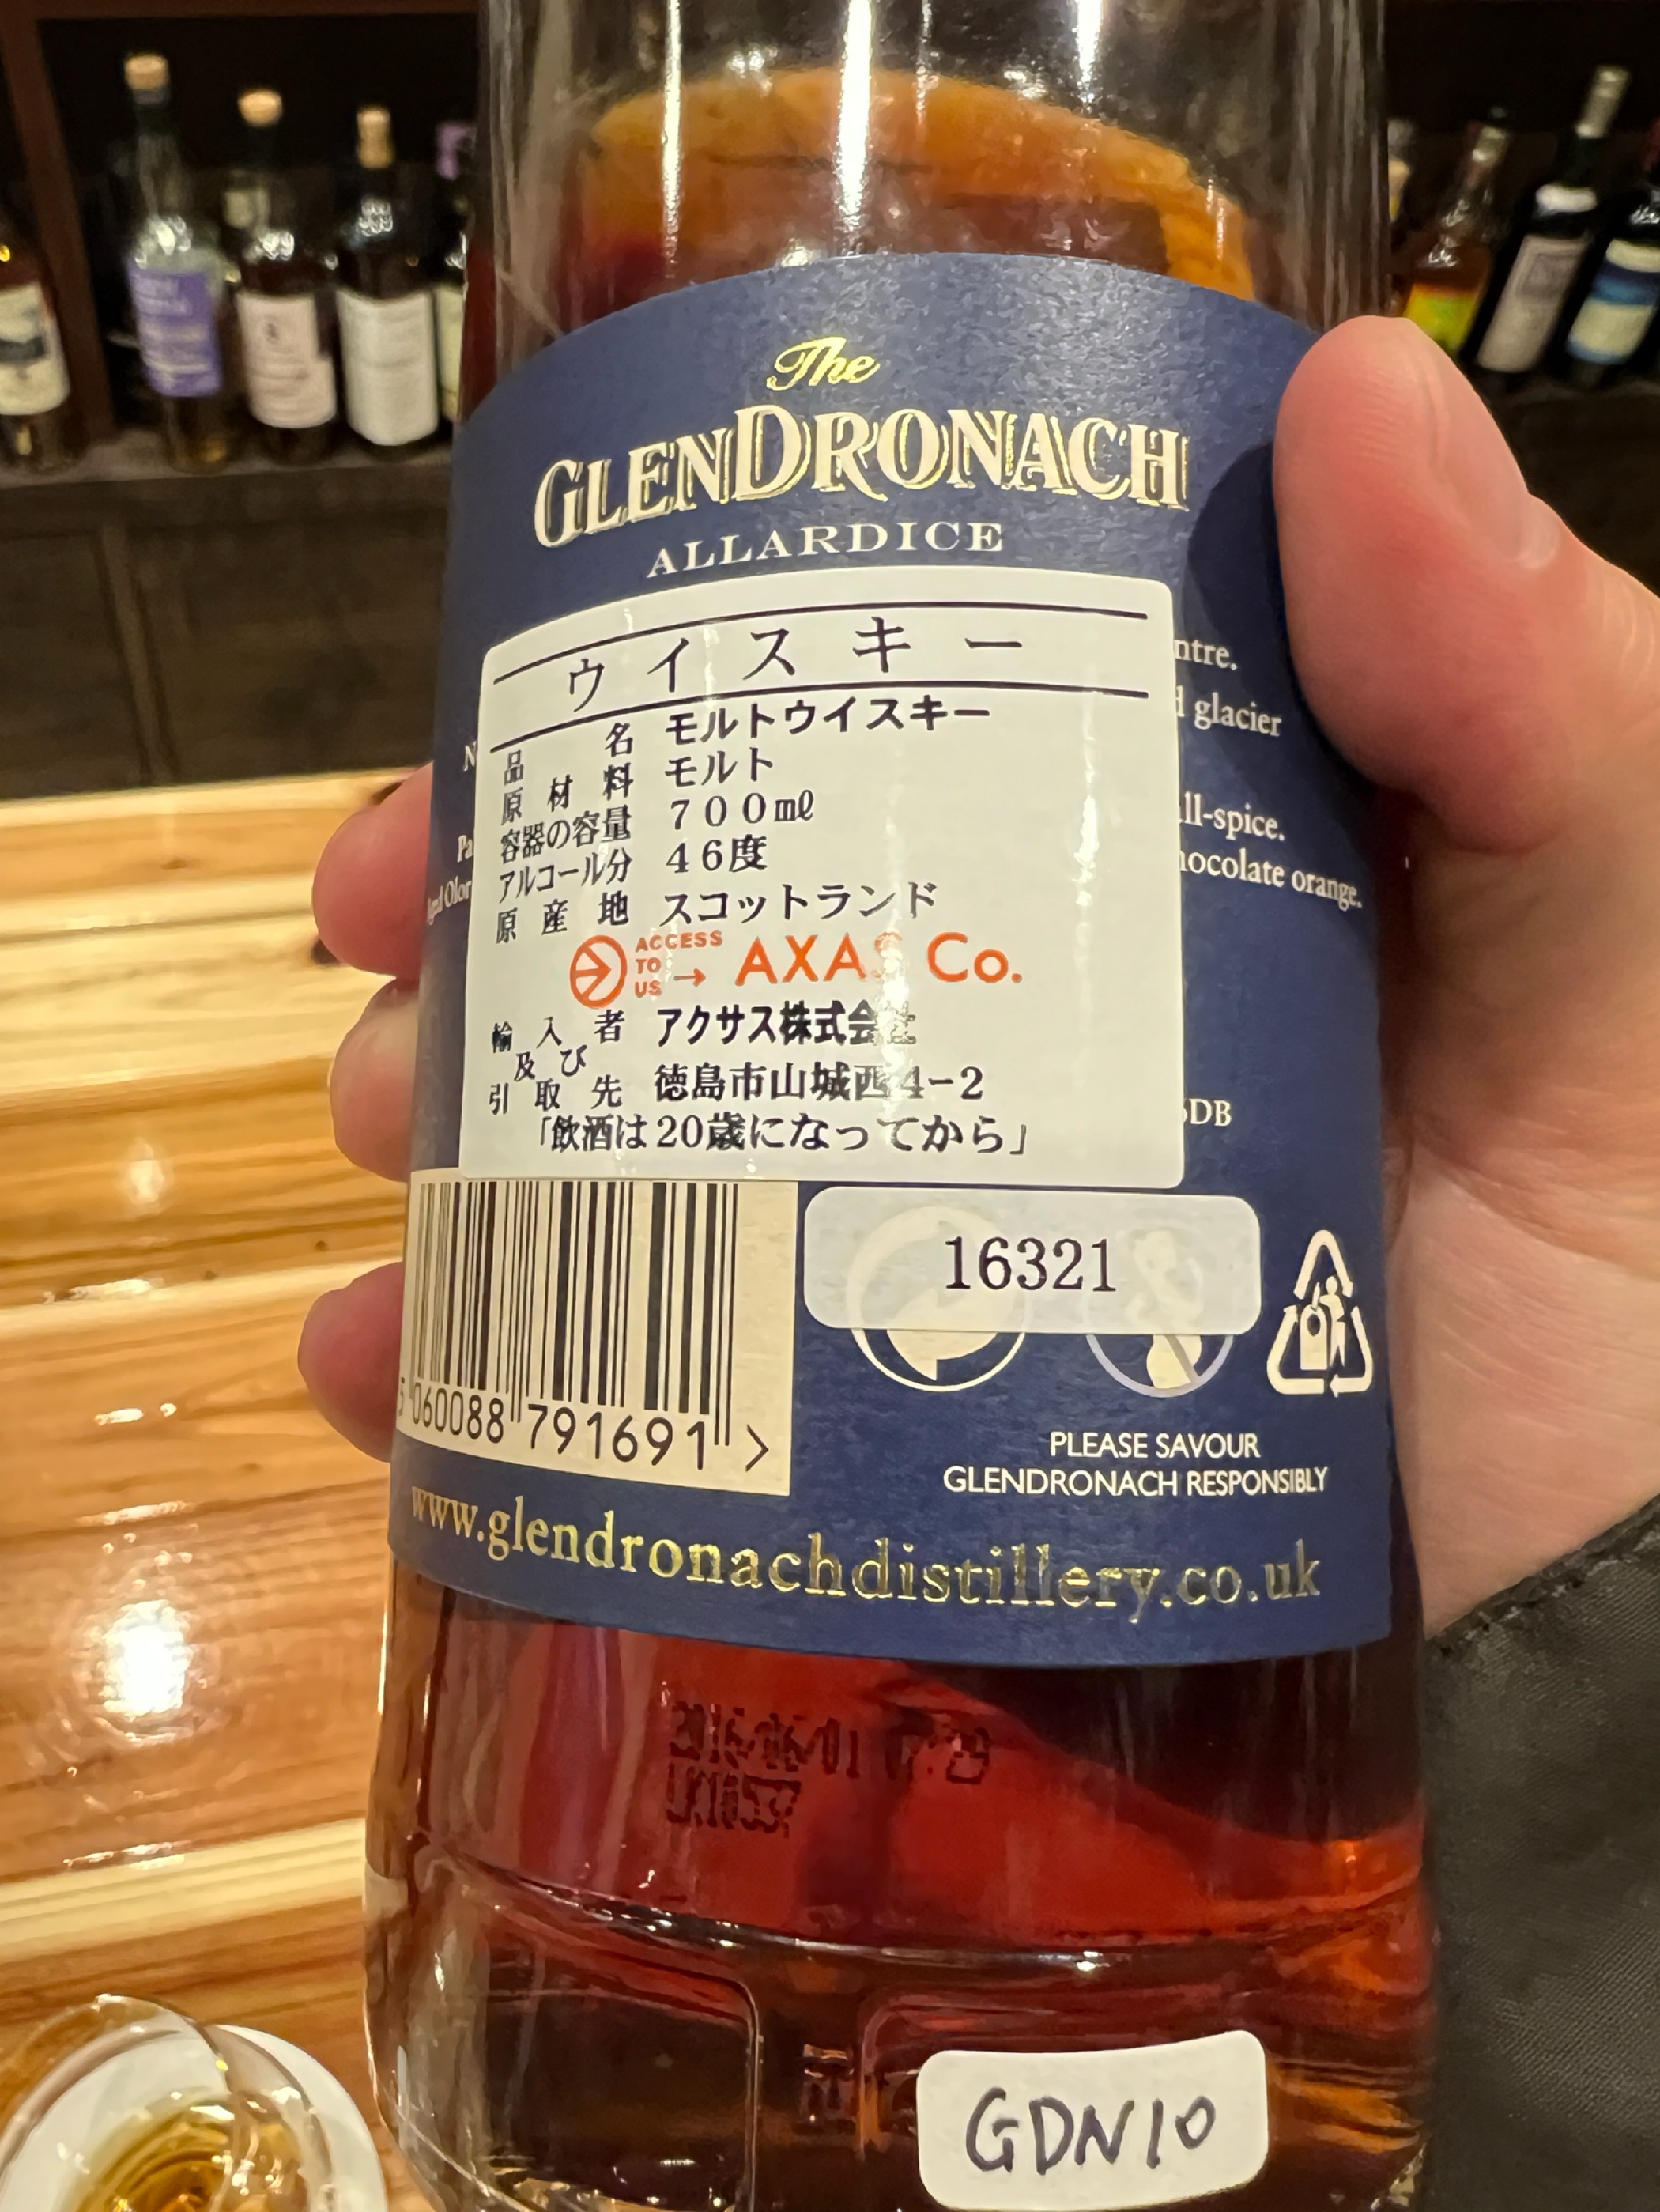 The
GLENDRONACH
ALLARDICE
ウイスキー
品名 モルトウイスキー
原材料 モルト
容器の容量 700mℓ
アルコール分 46度
原産地 スコットランド
ACCESS TO US → AXAS Co.
輸入者 アクサス株式会社
及び
引取先 徳島市山城西4-2
「飲酒は20歳になってから」
glacier
ll-spice.
hocolate orange.
DB
16321
5 060088 791691 >
PLEASE SAVOUR
GLENDRONACH RESPONSIBLY
www.glendronachdistillery.co.uk
GDN10